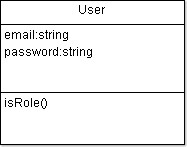 User
email:string
password:string
isRole()